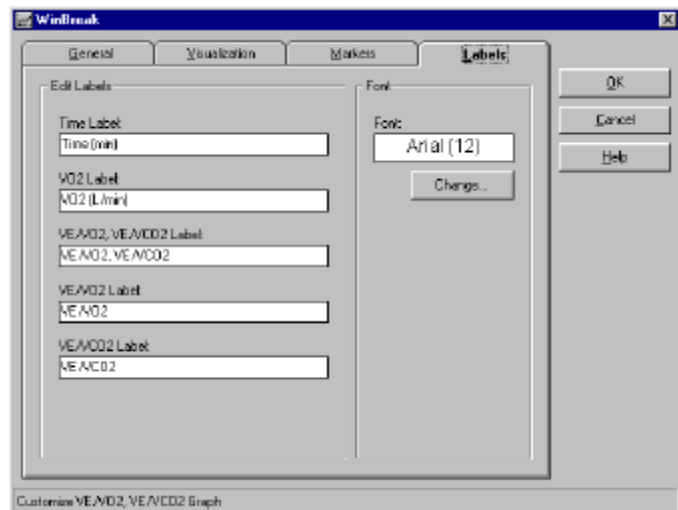 WinBreak
General
Visualization
Markers
Labels
Edit Labels
Time Label:
Time (min)
VO2 Label:
VO2 (L/min)
VE/VO2, VE/VCO2 Label:
VE/VO2, VE/VCO2
VE/VO2 Label:
VE/VO2
VE/VCO2 Label:
VE/VCO2
Font
Font:
Arial (12)
Change...
OK
Cancel
Help
Customize VE/VO2, VE/VCO2 Graph